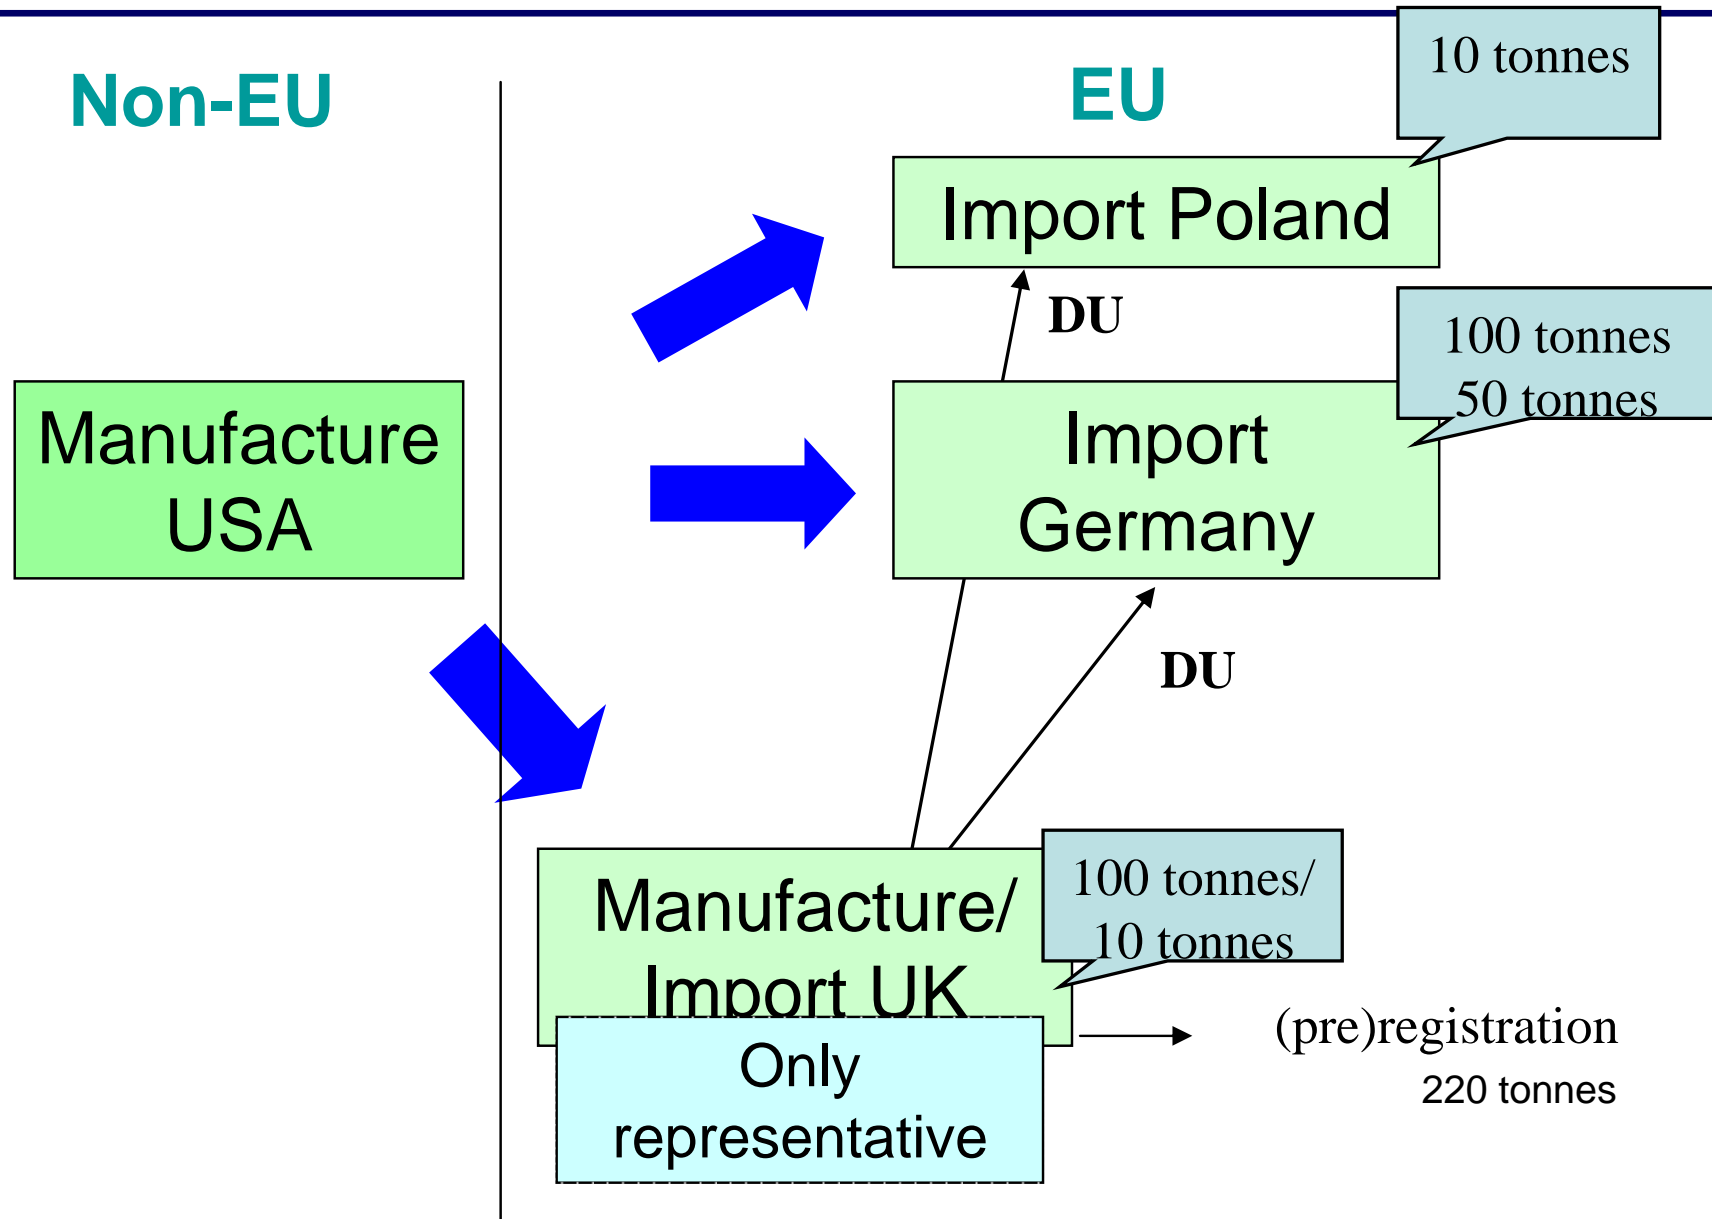 Non-EU
EU
10 tonnes
Import Poland
DU
100 tonnes
50 tonnes
Manufacture
USA
Import
Germany
DU
Manufacture/
Import UK
100 tonnes/
10 tonnes
Only
representative
(pre)registration
220 tonnes